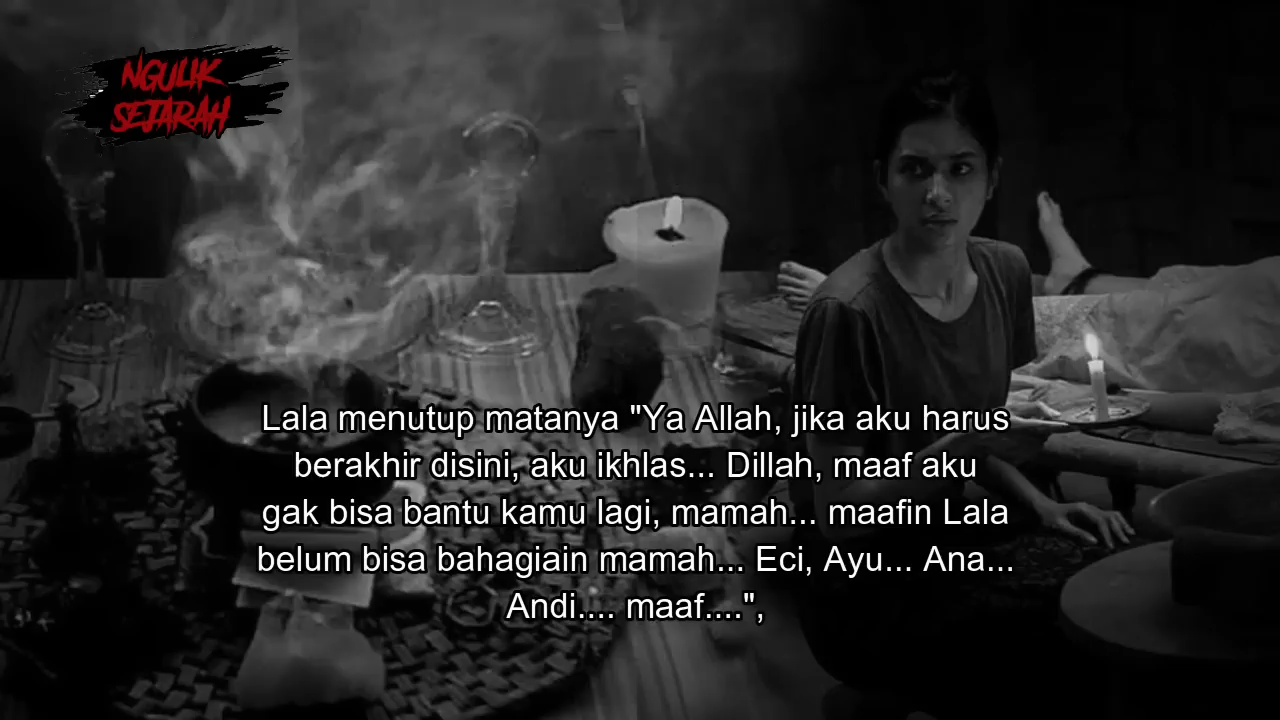 NGULIK
SEJARAH
Lala menutup matanya "Ya Allah, jika aku harus
berakhir disini, aku ikhlas... Dillah, maaf aku
gak bisa bantu kamu lagi, mamah... maafin Lala
belum bisa bahagiain mamah... Eci, Ayu... Ana...
Andi.... maaf....",